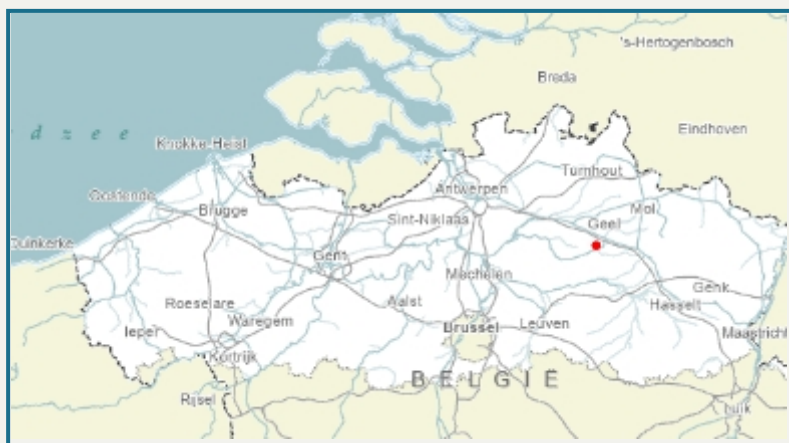 's-Hertogenbosch
Breda
dzee
Eindhoven
Knokke-Heist
Turnhout
Antwerpen
Oostende
Mol
Brugge
Sint-Niklaas
Geel
Duinkerke
Gent
Mechelen
Genk
Roeselare
Aalst
Hasselt
Waregem
Brussel
Leuven
Ieper
Maastricht
Kortrijk
BELGIË
Rijsel
Luik